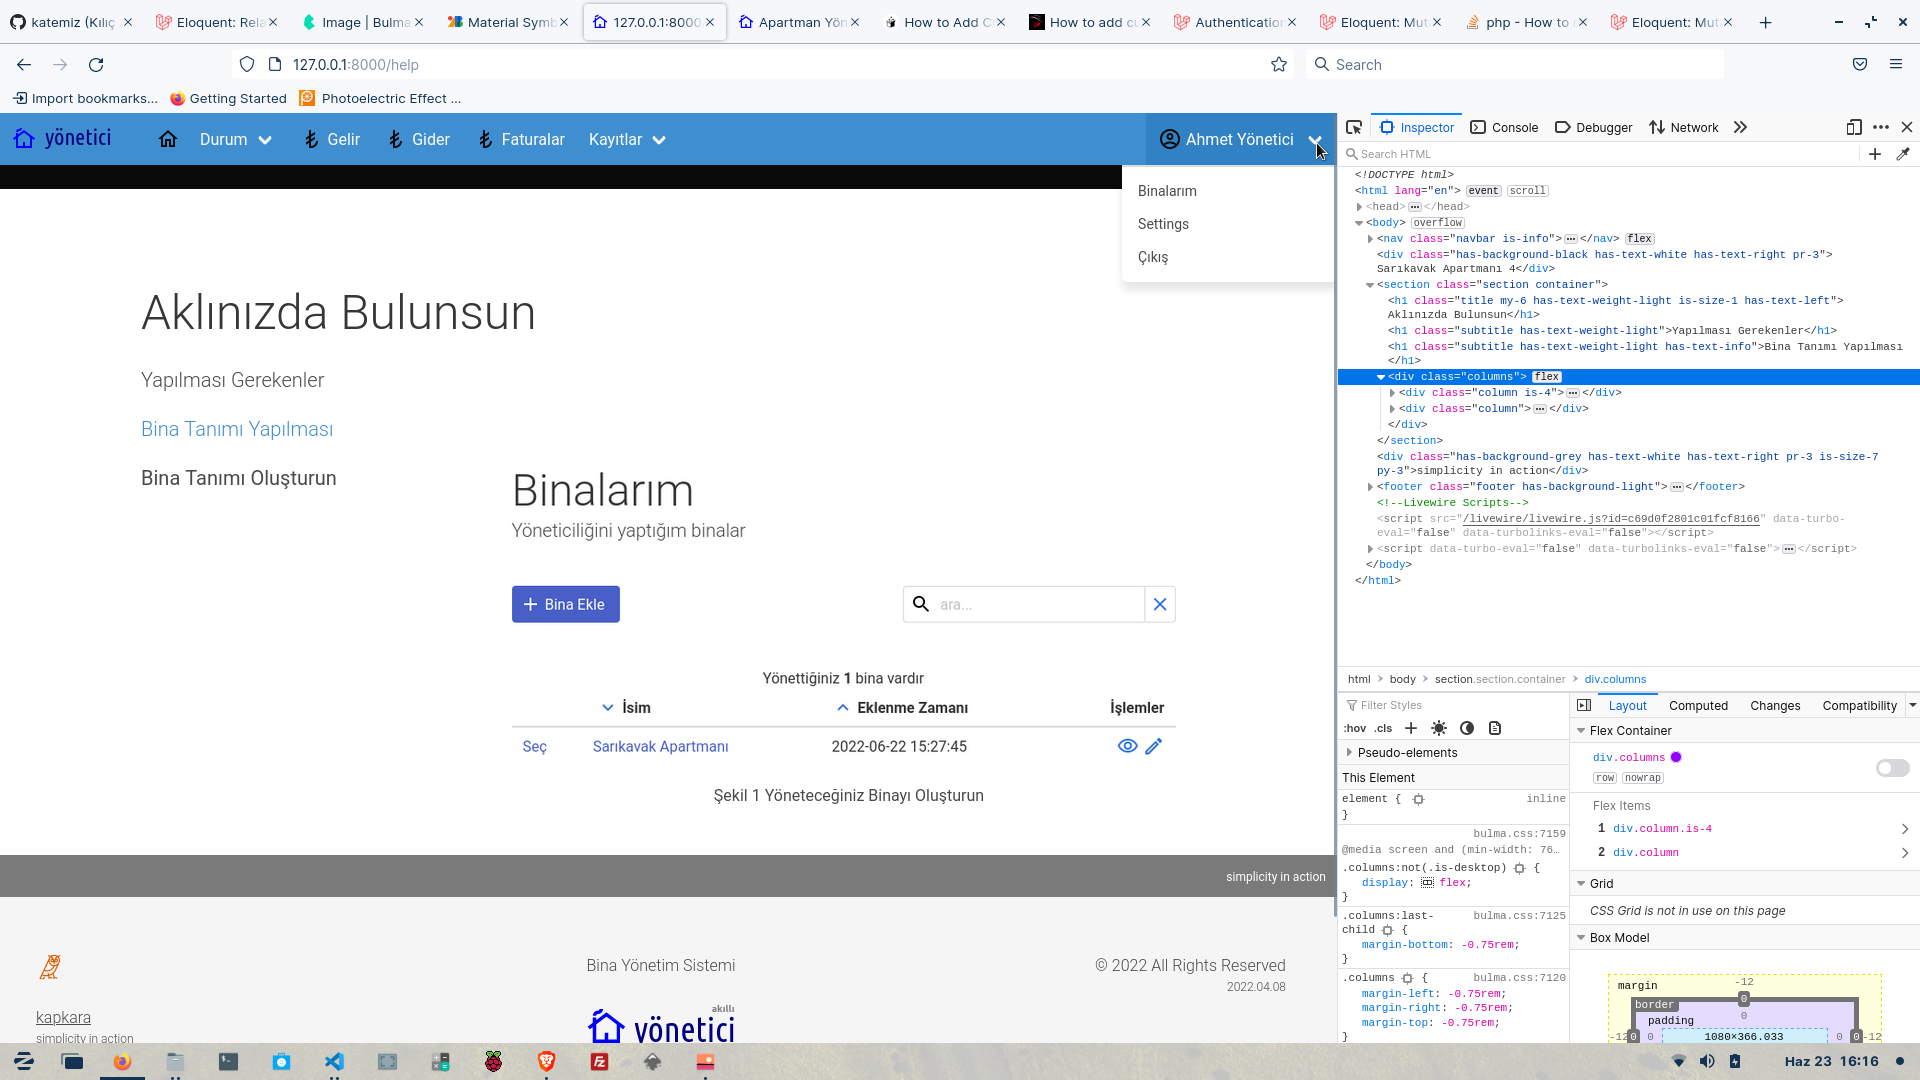 katemiz (Kılıç
Eloquent: Rela
Image | Bulma
Material Symb
127.0.0.1:8000
Apartman Yön
How to Add C
How to add cu
Authentication
Eloquent: Mut
php - How to
Eloquent: Mut
127.0.0.1:8000/help
Search
Import bookmarks...
Getting Started
Photoelectric Effect ...
yönetici
Durum
Gelir
Gider
Faturalar
Kayıtlar
Ahmet Yönetici
Binalarım
Settings
Çıkış
Aklınızda Bulunsun
Yapılması Gerekenler
Bina Tanımı Yapılması
Bina Tanımı Oluşturun
Binalarım
Yöneticiliğini yaptığım binalar
Bina Ekle
ara...
Yönettiğiniz 1 bina vardır
İsim
Eklenme Zamanı
İşlemler
Seç
Sarıkavak Apartmanı
2022-06-22 15:27:45
Şekil 1 Yöneteceğiniz Binayı Oluşturun
simplicity in action
kapkara
simplicity in action
Bina Yönetim Sistemi
akıllı
yönetici
© 2022 All Rights Reserved
2022.04.08
Inspector
Console
Debugger
Network
Search HTML
<!DOCTYPE html>
<html lang="en"> event scroll
<head> ••• </head>
<body> overflow
<nav class="navbar is-info"> ••• </nav> flex
<div class="has-background-black has-text-white has-text-right pr-3">
Sarıkavak Apartmanı 4</div>
<section class="section container">
<h1 class="title my-6 has-text-weight-light is-size-1 has-text-left">
Aklınızda Bulunsun</h1>
<h1 class="subtitle has-text-weight-light">Yapılması Gerekenler</h1>
<h1 class="subtitle has-text-weight-light has-text-info">Bina Tanımı Yapılması
</h1>
<div class="columns"> flex
<div class="column is-4"> ••• </div>
<div class="column"> ••• </div>
</div>
</section>
<div class="has-background-grey has-text-white has-text-right pr-3 is-size-7
py-3">simplicity in action</div>
<footer class="footer has-background-light"> ••• </footer>
<!--Livewire Scripts-->
<script src="/livewire/livewire.js?id=c69d0f2801c01fcf8166" data-turbo-
eval="false" data-turbolinks-eval="false"></script>
<script data-turbo-eval="false" data-turbolinks-eval="false"> ••• </script>
</body>
</html>
html > body > section.section.container > div.columns
Filter Styles
:hov .cls
Pseudo-elements
This Element
element { inline
}
bulma.css:7159
@media screen and (min-width: 76…
.columns:not(.is-desktop) {
display: flex;
}
.columns:last- bulma.css:7125
child {
margin-bottom: -0.75rem;
}
.columns { bulma.css:7120
margin-left: -0.75rem;
margin-right: -0.75rem;
margin-top: -0.75rem;
}
Layout
Computed
Changes
Compatibility
Flex Container
div.columns
row nowrap
Flex Items
1 div.column.is-4
2 div.column
Grid
CSS Grid is not in use on this page
Box Model
margin -12
border 0
padding 0
-12 0 0 1080×366.033 0 0 -12
Haz 23 16:16